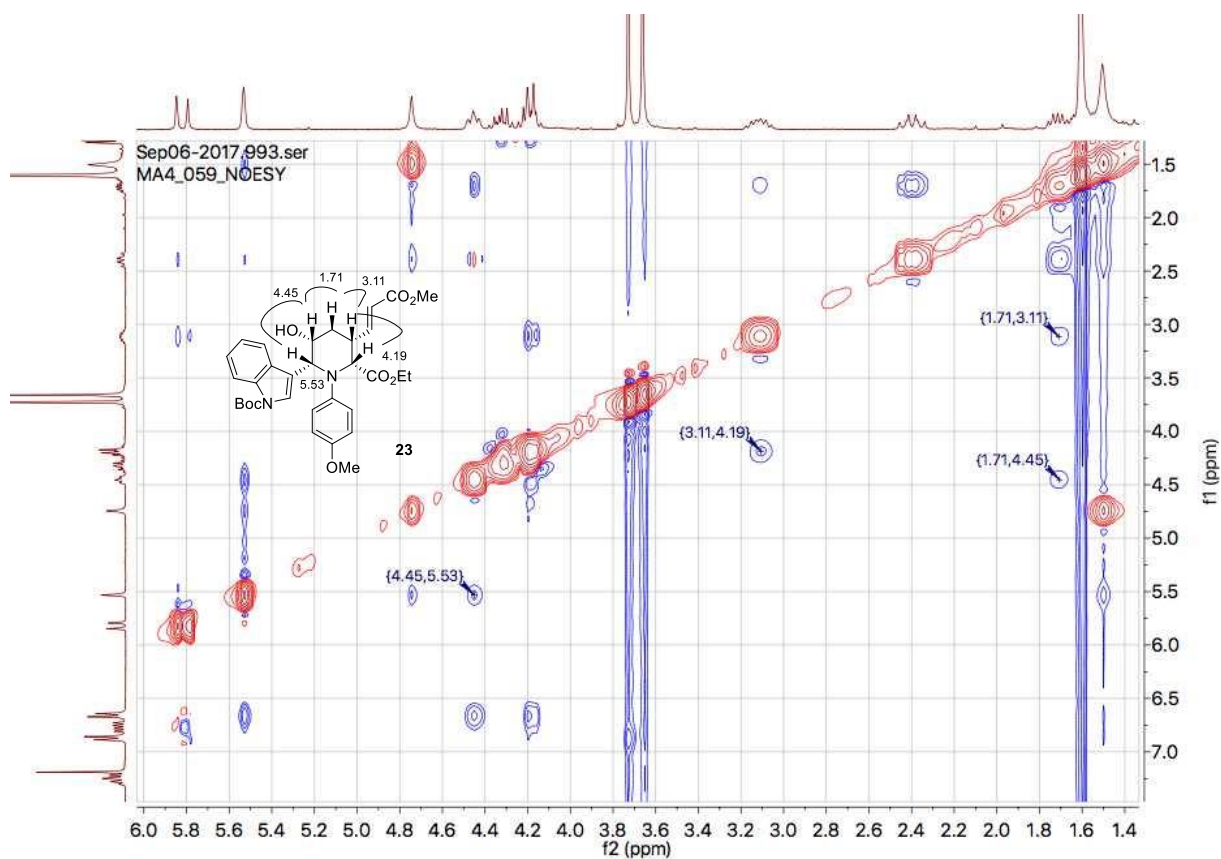 Sep06-2017.993.ser
MA4_059_NOESY
1.71
4.45
3.11
H
H
H
CO₂Me
HO
H
H
4.19
5.53
N
CO₂Et
N
BocN
OMe
23
{1.71,3.11}
{3.11,4.19}
{1.71,4.45}
{4.45,5.53}
1.5
2.0
2.5
3.0
3.5
4.0
4.5
5.0
5.5
6.0
6.5
7.0
f1 (ppm)
6.0 5.8 5.6 5.4 5.2 5.0 4.8 4.6 4.4 4.2 4.0 3.8 3.6 3.4 3.2 3.0 2.8 2.6 2.4 2.2 2.0 1.8 1.6 1.4
f2 (ppm)